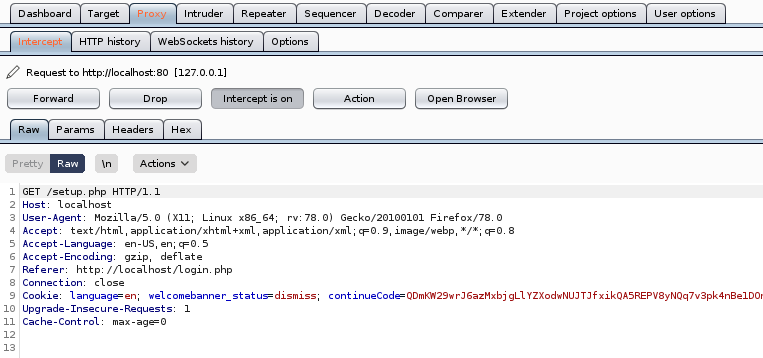 Dashboard Target Proxy Intruder Repeater Sequencer Decoder Comparer Extender Project options User options
Intercept HTTP history WebSockets history Options
Request to http://localhost:80 [127.0.0.1]
Forward Drop Intercept is on Action Open Browser
Raw Params Headers Hex
Pretty Raw \n Actions
1 GET /setup.php HTTP/1.1
2 Host: localhost
3 User-Agent: Mozilla/5.0 (X11; Linux x86_64; rv:78.0) Gecko/20100101 Firefox/78.0
4 Accept: text/html,application/xhtml+xml,application/xml;q=0.9,image/webp,*/*;q=0.8
5 Accept-Language: en-US,en;q=0.5
6 Accept-Encoding: gzip, deflate
7 Referer: http://localhost/login.php
8 Connection: close
9 Cookie: language=en; welcomebanner_status=dismiss; continueCode=QDmKW29wrJ6azMxbjgLlYZXodwNUJTJfxikQA5REPV8yNQq7v3pk4nBe1DOr
10 Upgrade-Insecure-Requests: 1
11 Cache-Control: max-age=0
12
13